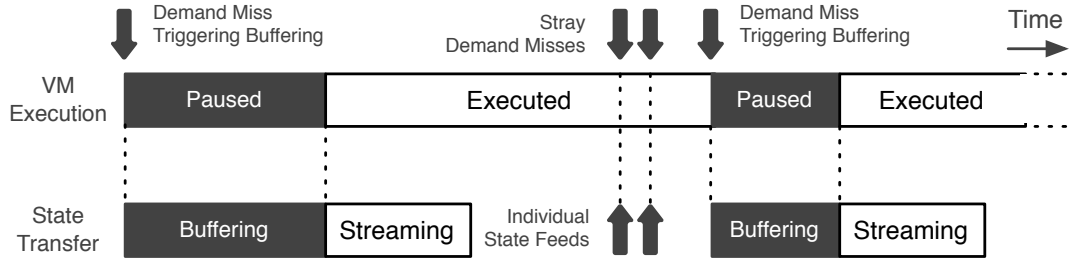 Demand Miss
Triggering Buffering
Stray
Demand Misses
Demand Miss
Triggering Buffering
Time
VM
Execution
Paused
Executed
Paused
Executed
State
Transfer
Buffering
Streaming
Individual
State Feeds
Buffering
Streaming